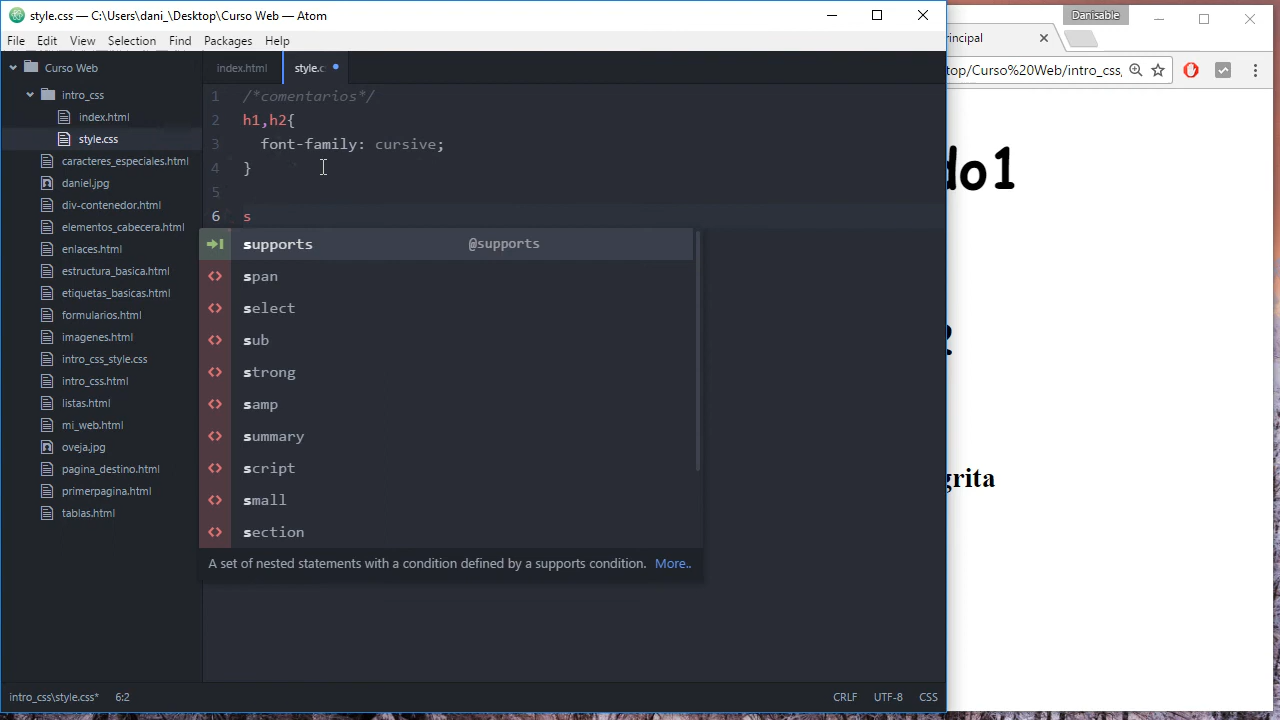 style.css — C:\Users\dani_\Desktop\Curso Web — Atom
Danisable
File Edit View Selection Find Packages Help
incipal
top/Curso%20Web/intro_css,
Curso Web
index.html
style.c
intro_css
index.html
style.css
caracteres_especiales.html
daniel.jpg
div-contenedor.html
elementos_cabecera.html
enlaces.html
estructura_basica.html
etiquetas_basicas.html
formularios.html
imagenes.html
intro_css_style.css
intro_css.html
listas.html
mi_web.html
oveja.jpg
pagina_destino.html
primerpagina.html
tablas.html
1 /*comentarios*/
2 h1,h2{
3 font-family: cursive;
4 }
5
6 s
supports @supports
span
select
sub
strong
samp
summary
script
small
section
A set of nested statements with a condition defined by a supports condition. More..
do1
grita
intro_css\style.css* 6:2
CRLF UTF-8 CSS